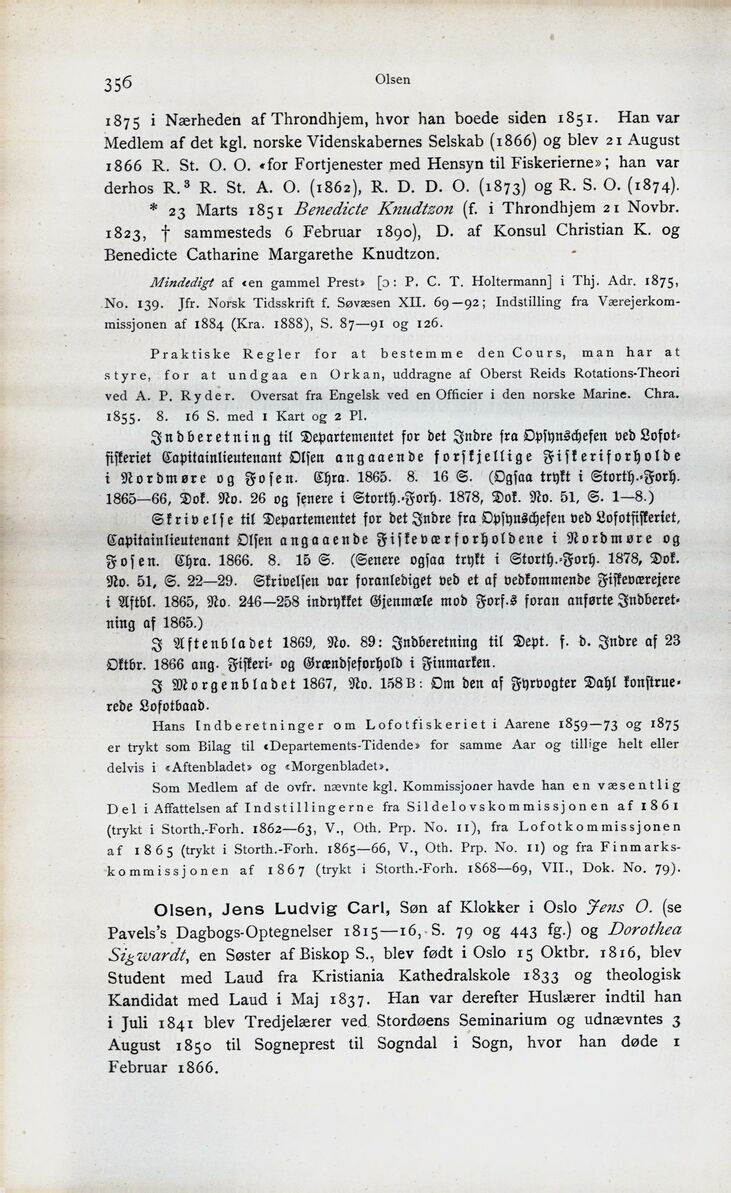 356
Olsen
1875 i Nærheden af Throndhjem, hvor han boede siden 1851. Han var
Medlem af det kgl. norske Videnskabernes Selskab (1866) og blev 21 August
1866 R. St. O. O. «for Fortjenester med Hensyn til Fiskerierne»; han var
derhos R.³ R. St. A. O. (1862), R. D. D. O. (1873) og R. S. O. (1874).
* 23 Marts 1851 Benedicte Knudtzon (f. i Throndhjem 21 Novbr.
1823, † sammesteds 6 Februar 1890), D. af Konsul Christian K. og
Benedicte Catharine Margarethe Knudtzon.
Mindedigt af «en gammel Prest» [ɔ: P. C. T. Holtermann] i Thj. Adr. 1875,
No. 139. Jfr. Norsk Tidsskrift f. Søvæsen XII. 69—92; Indstilling fra Værejerkom-
missjonen af 1884 (Kra. 1888), S. 87—91 og 126.
Praktiske Regler for at bestemme den Cours, man har at
styre, for at undgaa en Orkan, uddragne af Oberst Reids Rotations-Theori
ved A. P. Ryder. Oversat fra Engelsk ved en Officier i den norske Marine. Chra.
1855. 8. 16 S. med 1 Kart og 2 Pl.
Indberetning til Departementet for det Indre fra Opsynschefen ved Lofot-
fiskeriet Capitainlieutenant Olsen angaaende forskjellige Fiskeriforholde
i Nordmøre og Fosen. Chra. 1865. 8. 16 S. (Ogsaa trykt i Storth.-Forh.
1865—66, Dok. No. 26 og senere i Storth.-Forh. 1878, Dok. No. 51, S. 1—8.)
Skrivelse til Departementet for det Indre fra Opsynschefen ved Lofotfiskeriet,
Capitainlieutenant Olsen angaaende Fiskeværforholdene i Nordmøre og
Fosen. Chra. 1866. 8. 15 S. (Senere ogsaa trykt i Storth.-Forh. 1878, Dok.
No. 51, S. 22—29. Skrivelsen var foranlediget ved et af vedkommende Fiskeværejere
i Aftbl. 1865, No. 246—258 indrykket Gjenmæle mod Forf.s foran anførte Indberet-
ning af 1865.)
I Aftenbladet 1869, No. 89: Indberetning til Dept. f. d. Indre af 23
Oktbr. 1866 ang. Fiskeri- og Grændseforhold i Finmarken.
I Morgenbladet 1867, No. 158 B: Om den af Fyrvogter Dahl konstrue-
rede Lofotbaad.
Hans Indberetninger om Lofotfiskeriet i Aarene 1859—73 og 1875
er trykt som Bilag til «Departements-Tidende» for samme Aar og tillige helt eller
delvis i «Aftenbladet» og «Morgenbladet».
Som Medlem af de ovfr. nævnte kgl. Kommissjoner havde han en væsentlig
Del i Affattelsen af Indstillingerne fra Sildelovskommissjonen af 1861
(trykt i Storth.-Forh. 1862—63, V., Oth. Prp. No. 11), fra Lofotkommissjonen
af 1865 (trykt i Storth.-Forh. 1865—66, V., Oth. Prp. No. 11) og fra Finmarks-
kommissjonen af 1867 (trykt i Storth.-Forh. 1868—69, VII., Dok. No. 79).
Olsen, Jens Ludvig Carl, Søn af Klokker i Oslo Jens O. (se
Pavels's Dagbogs-Optegnelser 1815—16, S. 79 og 443 fg.) og Dorothea
Sigwardt, en Søster af Biskop S., blev født i Oslo 15 Oktbr. 1816, blev
Student med Laud fra Kristiania Kathedralskole 1833 og theologisk
Kandidat med Laud i Maj 1837. Han var derefter Huslærer indtil han
i Juli 1841 blev Tredjelærer ved Stordøens Seminarium og udnævntes 3
August 1850 til Sogneprest til Sogndal i Sogn, hvor han døde 1
Februar 1866.